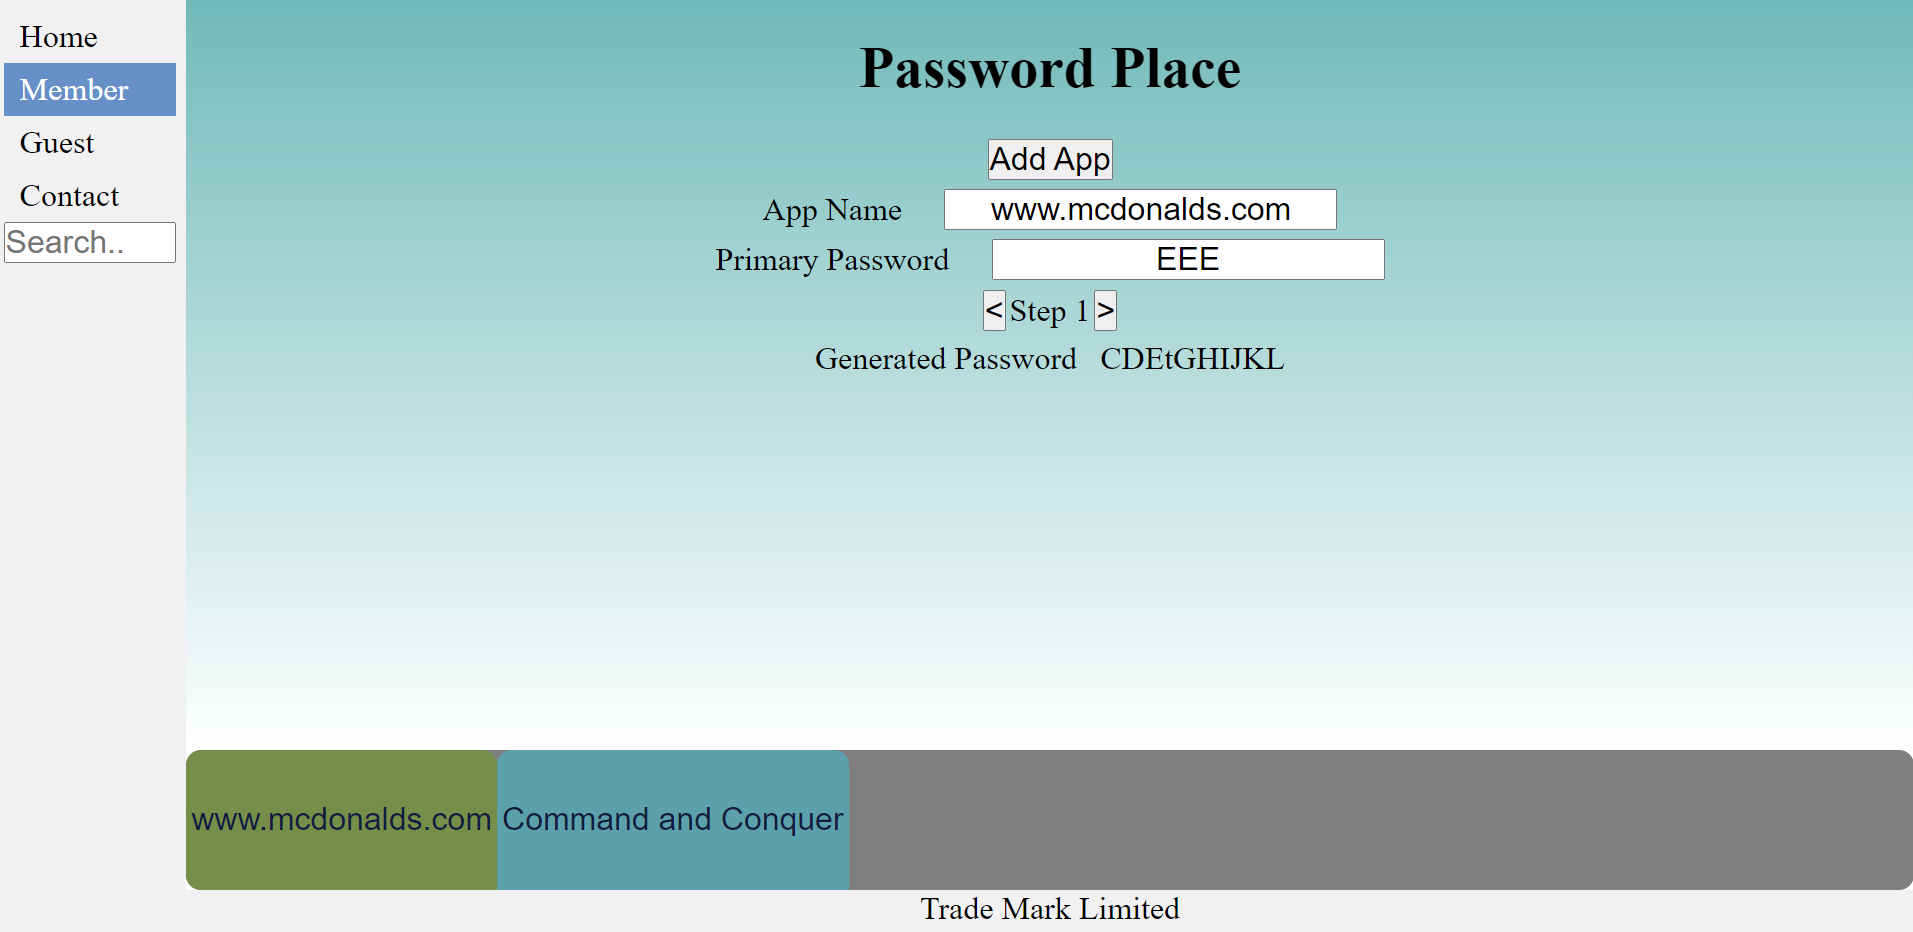 Home
Member
Guest
Contact
Search..
Password Place
Add App
App Name www.mcdonalds.com
Primary Password EEE
< Step 1 >
Generated Password CDEtGHIJKL
www.mcdonalds.com Command and Conquer
Trade Mark Limited